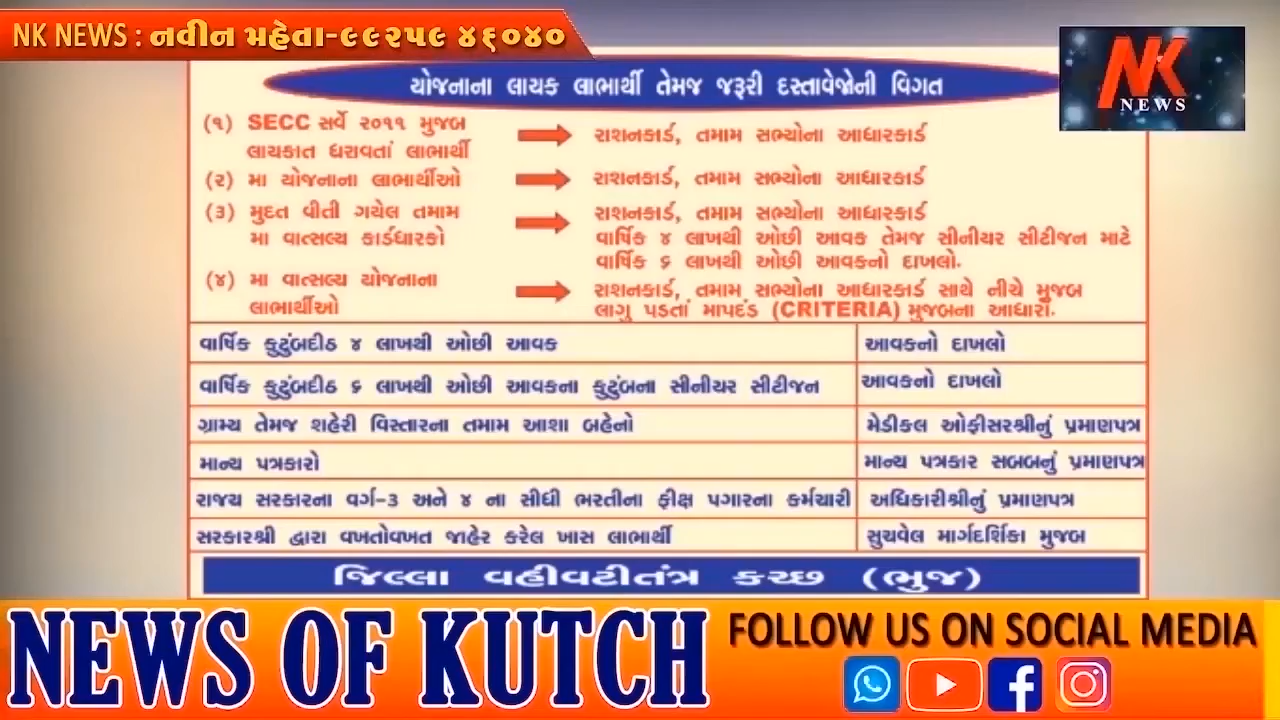 NK NEWS : નવીન મહેતા-૯૯૨૫૯ ૪૬૦૪૦
NK
NEWS
યોજનાના લાયક લાભાર્થી તેમજ જરૂરી દસ્તાવેજોની વિગત
(૧) SECC સર્વે ૨૦૧૧ મુજબ
લાયકાત ધરાવતાં લાભાર્થી
રાશનકાર્ડ, તમામ સભ્યોના આધારકાર્ડ
(૨) મા યોજનાના લાભાર્થીઓ
રાશનકાર્ડ, તમામ સભ્યોના આધારકાર્ડ
(૩) મુદત વીતી ગયેલ તમામ
મા વાત્સલ્ય કાર્ડધારકો
રાશનકાર્ડ, તમામ સભ્યોના આધારકાર્ડ
વાર્ષિક ૪ લાખથી ઓછી આવક તેમજ સીનીયર સીટીજન માટે
વાર્ષિક ૬ લાખથી ઓછી આવકનો દાખલો.
(૪) મા વાત્સલ્ય યોજનાના
લાભાર્થીઓ
રાશનકાર્ડ, તમામ સભ્યોના આધારકાર્ડ સાથે નીચે મુજબ
લાગુ પડતાં માપદંડ (CRITERIA) મુજબના આધારો.
વાર્ષિક કુટુંબદીઠ ૪ લાખથી ઓછી આવક
આવકનો દાખલો
વાર્ષિક કુટુંબદીઠ ૬ લાખથી ઓછી આવકના કુટુંબના સીનીયર સીટીજન
આવકનો દાખલો
ગ્રામ્ય તેમજ શહેરી વિસ્તારના તમામ આશા બહેનો
મેડીકલ ઓફીસરશ્રીનું પ્રમાણપત્ર
માન્ય પત્રકારો
માન્ય પત્રકાર સબબનું પ્રમાણપત્ર
રાજય સરકારના વર્ગ-૩ અને ૪ ના સીધી ભરતીના ફીક્ષ પગારના કર્મચારી
અધિકારીશ્રીનું પ્રમાણપત્ર
સરકારશ્રી દ્વારા વખતોવખત જાહેર કરેલ ખાસ લાભાર્થી
સુચવેલ માર્ગદર્શિકા મુજબ
જિલ્લા વહીવટીતંત્ર કચ્છ (ભુજ)
NEWS OF KUTCH
FOLLOW US ON SOCIAL MEDIA